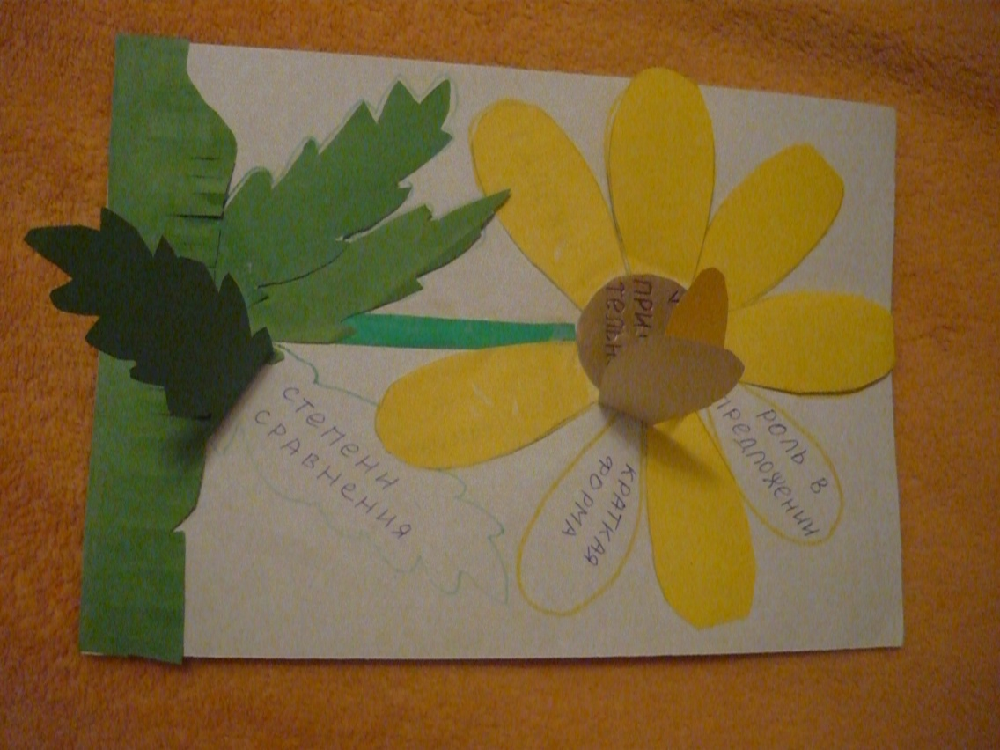 ПРИ
ТЕЛЬН
СТЕПЕНИ
СРАВНЕНИЯ
КРАТКАЯ
ФОРМА
РОЛЬ В
ПРЕДЛОЖЕНИИ